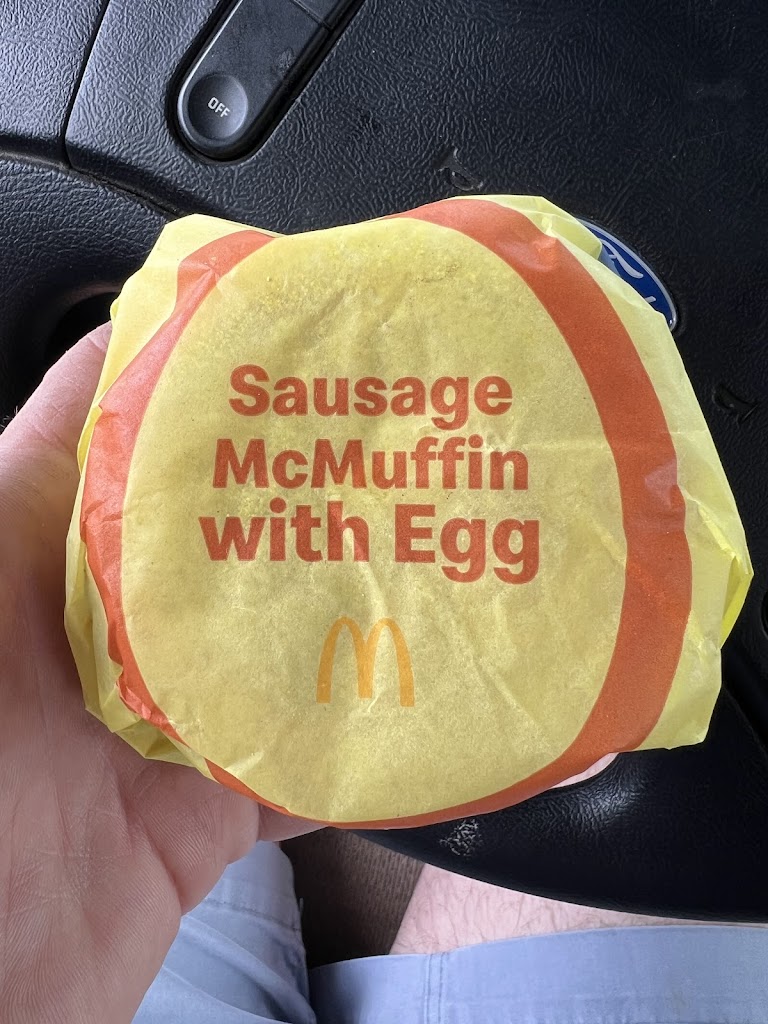 OFF
Sausage
McMuffin
with Egg